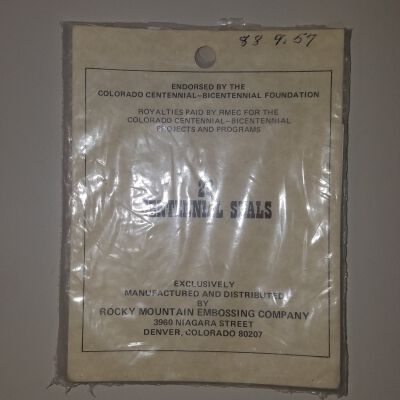 88 9.57
ENDORSED BY THE
COLORADO CENTENNIAL-BICENTENNIAL FOUNDATION
ROYALTIES PAID BY RMEC FOR THE
COLORADO CENTENNIAL-BICENTENNIAL
PROJECTS AND PROGRAMS
CENTENNIAL SEALS
EXCLUSIVELY
MANUFACTURED AND DISTRIBUTED
BY
ROCKY MOUNTAIN EMBOSSING COMPANY
3960 NIAGARA STREET
DENVER, COLORADO 80207